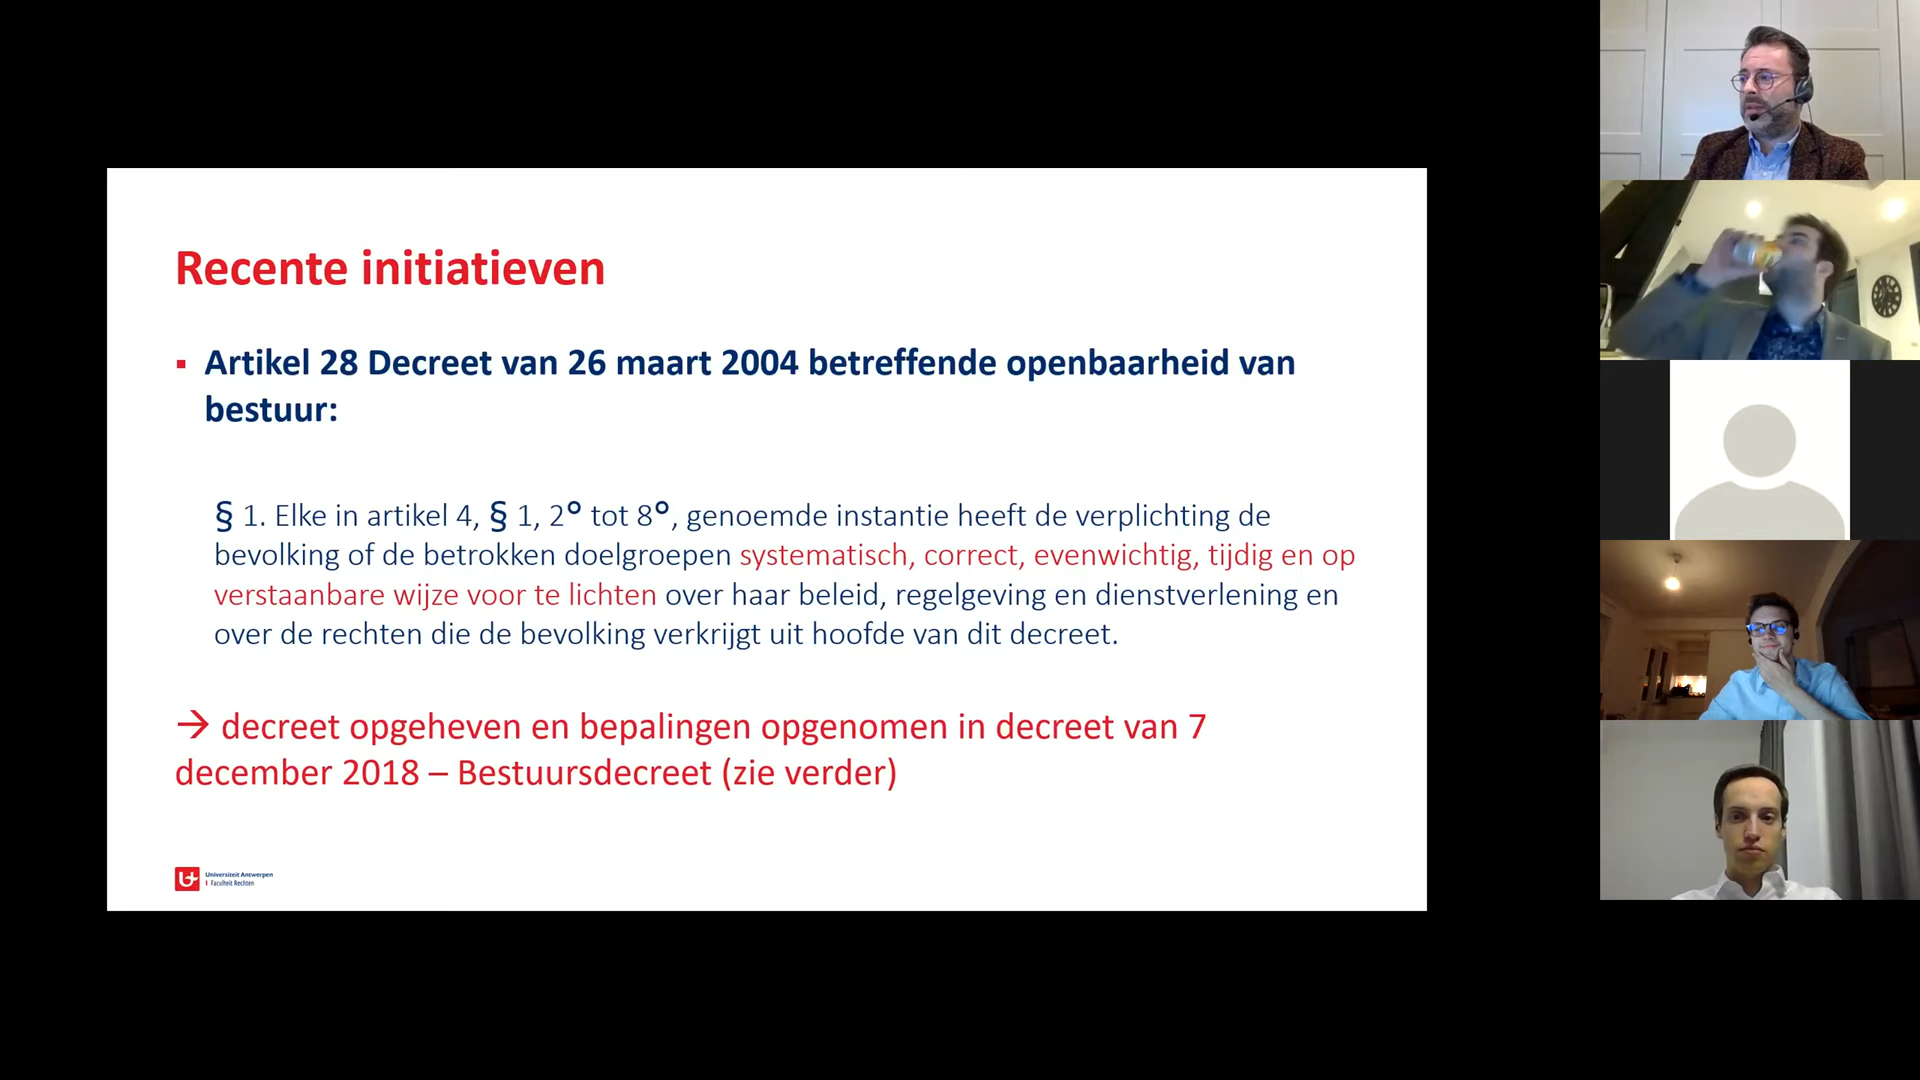 Recente initiatieven
▪ Artikel 28 Decreet van 26 maart 2004 betreffende openbaarheid van
bestuur:
§ 1. Elke in artikel 4, § 1, 2° tot 8°, genoemde instantie heeft de verplichting de
bevolking of de betrokken doelgroepen systematisch, correct, evenwichtig, tijdig en op
verstaanbare wijze voor te lichten over haar beleid, regelgeving en dienstverlening en
over de rechten die de bevolking verkrijgt uit hoofde van dit decreet.
→ decreet opgeheven en bepalingen opgenomen in decreet van 7
december 2018 – Bestuursdecreet (zie verder)
Universiteit Antwerpen
I Faculteit Rechten